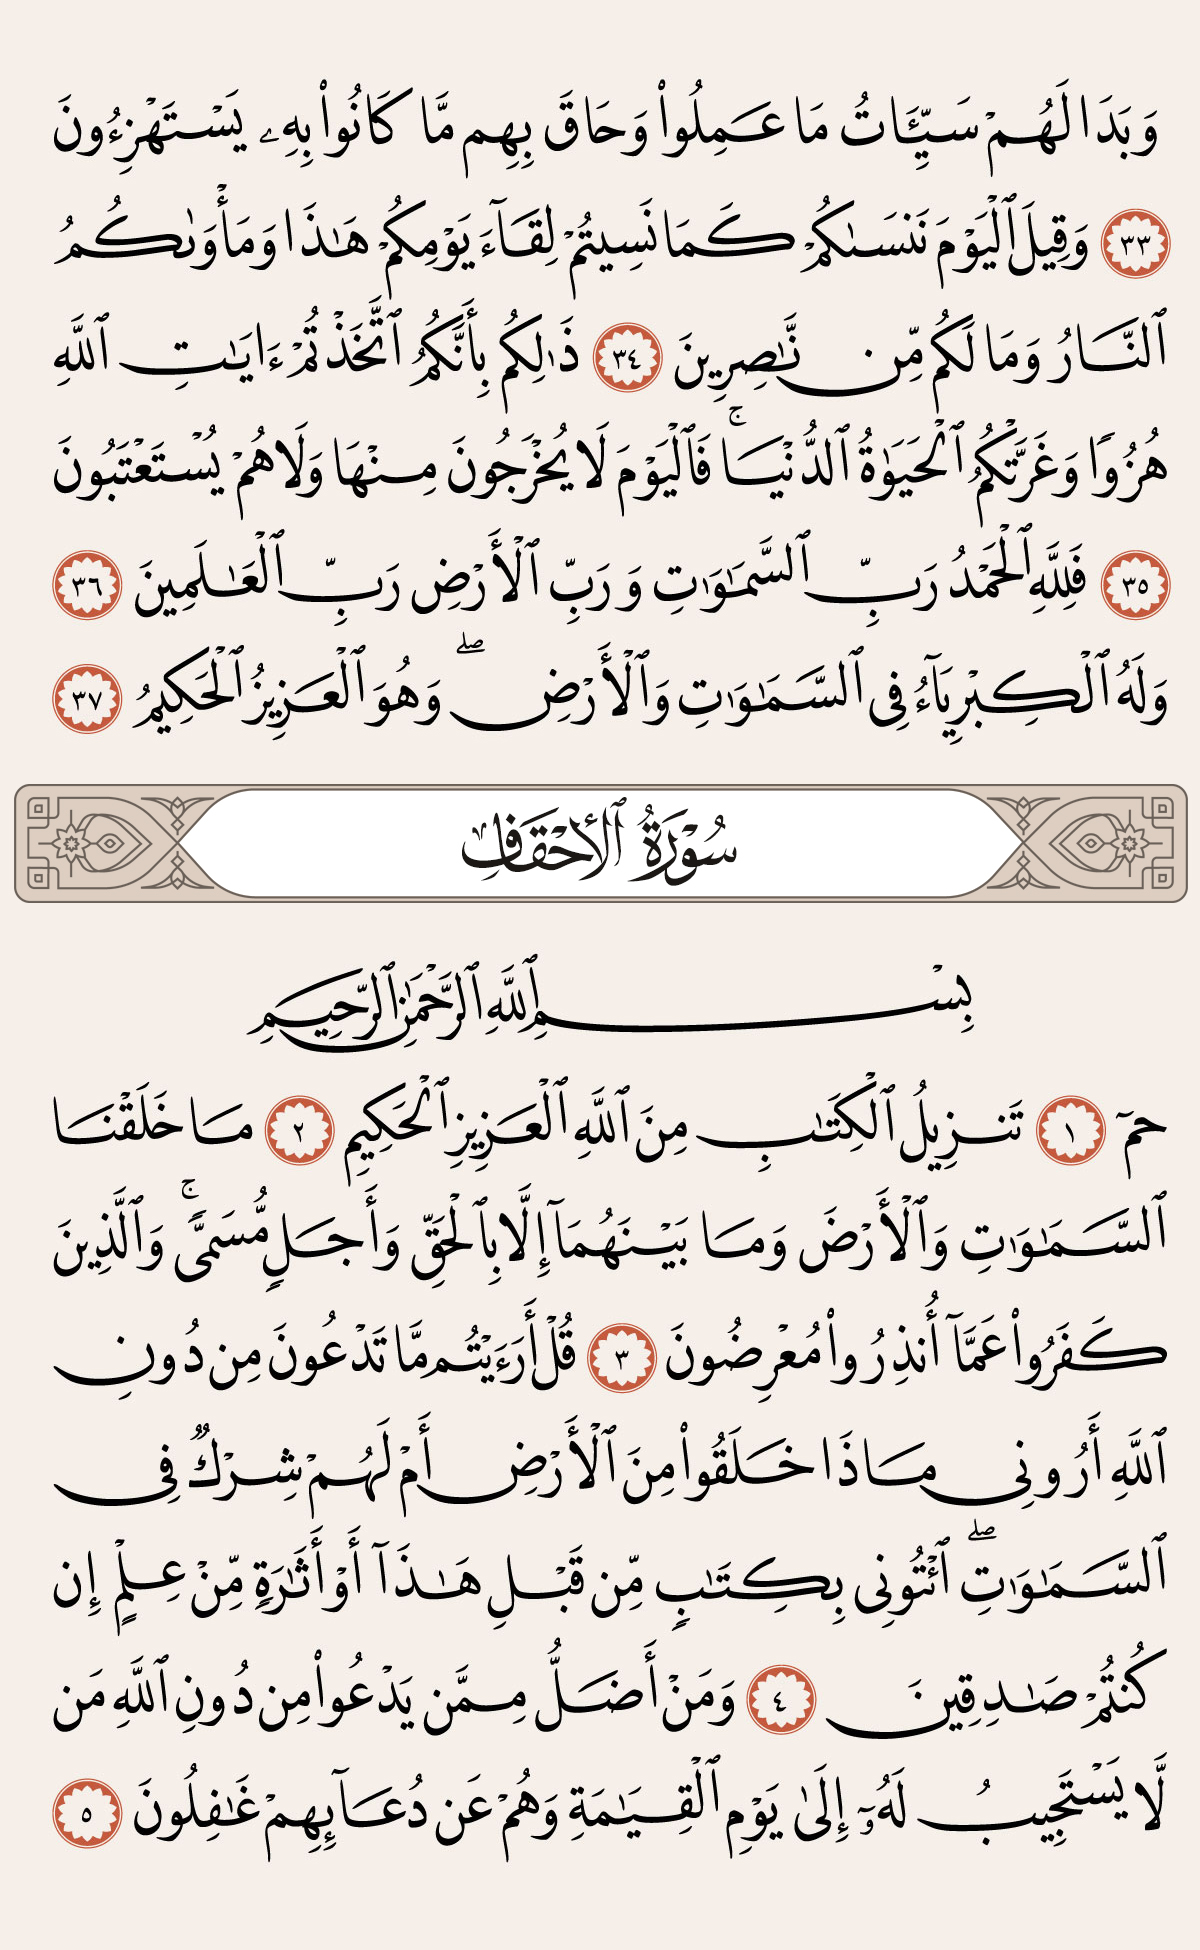 وَبَدَا لَهُمْ سَيِّـَٔاتُ مَا عَمِلُوا۟ وَحَاقَ بِهِم مَّا كَانُوا۟ بِهِۦ يَسْتَهْزِءُونَ
٣٣ وَقِيلَ ٱلْيَوْمَ نَنسَىٰكُمْ كَمَا نَسِيتُمْ لِقَآءَ يَوْمِكُمْ هَٰذَا وَمَأْوَىٰكُمُ
ٱلنَّارُ وَمَا لَكُم مِّن نَّٰصِرِينَ ٣٤ ذَٰلِكُم بِأَنَّكُمُ ٱتَّخَذْتُمْ ءَايَٰتِ ٱللَّهِ
هُزُوًا وَغَرَّتْكُمُ ٱلْحَيَوٰةُ ٱلدُّنْيَا ۚ فَٱلْيَوْمَ لَا يُخْرَجُونَ مِنْهَا وَلَا هُمْ يُسْتَعْتَبُونَ
٣٥ فَلِلَّهِ ٱلْحَمْدُ رَبِّ ٱلسَّمَٰوَٰتِ وَرَبِّ ٱلْأَرْضِ رَبِّ ٱلْعَٰلَمِينَ ٣٦
وَلَهُ ٱلْكِبْرِيَآءُ فِى ٱلسَّمَٰوَٰتِ وَٱلْأَرْضِ ۖ وَهُوَ ٱلْعَزِيزُ ٱلْحَكِيمُ ٣٧
سُورَةُ ٱلْأَحْقَافِ
بِسْمِ ٱللَّهِ ٱلرَّحْمَٰنِ ٱلرَّحِيمِ
حمٓ ١ تَنزِيلُ ٱلْكِتَٰبِ مِنَ ٱللَّهِ ٱلْعَزِيزِ ٱلْحَكِيمِ ٢ مَا خَلَقْنَا
ٱلسَّمَٰوَٰتِ وَٱلْأَرْضَ وَمَا بَيْنَهُمَآ إِلَّا بِٱلْحَقِّ وَأَجَلٍ مُّسَمًّى ۚ وَٱلَّذِينَ
كَفَرُوا۟ عَمَّآ أُنذِرُوا۟ مُعْرِضُونَ ٣ قُلْ أَرَءَيْتُم مَّا تَدْعُونَ مِن دُونِ
ٱللَّهِ أَرُونِى مَاذَا خَلَقُوا۟ مِنَ ٱلْأَرْضِ أَمْ لَهُمْ شِرْكٌ فِى
ٱلسَّمَٰوَٰتِ ۖ ٱئْتُونِى بِكِتَٰبٍ مِّن قَبْلِ هَٰذَآ أَوْ أَثَٰرَةٍ مِّنْ عِلْمٍ إِن
كُنتُمْ صَٰدِقِينَ ٤ وَمَنْ أَضَلُّ مِمَّن يَدْعُوا۟ مِن دُونِ ٱللَّهِ مَن
لَّا يَسْتَجِيبُ لَهُۥٓ إِلَىٰ يَوْمِ ٱلْقِيَٰمَةِ وَهُمْ عَن دُعَآئِهِمْ غَٰفِلُونَ ٥